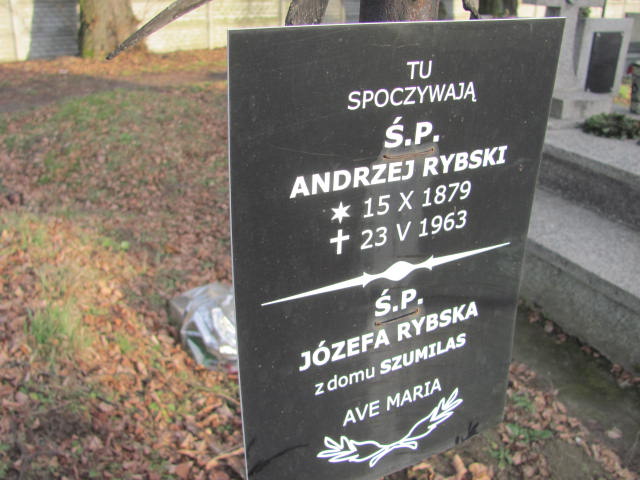 TU
SPOCZYWAJĄ
Ś.P.
ANDRZEJ RYBSKI
✶ 15 X 1879
✝ 23 V 1963
Ś.P.
JÓZEFA RYBSKA
z domu SZUMILAS
AVE MARIA